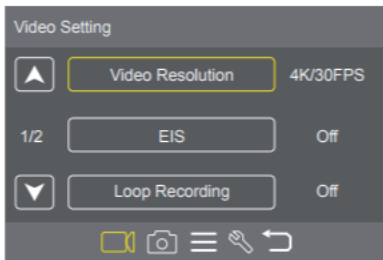 Video Setting
Video Resolution 4K/30FPS
1/2 EIS Off
Loop Recording Off